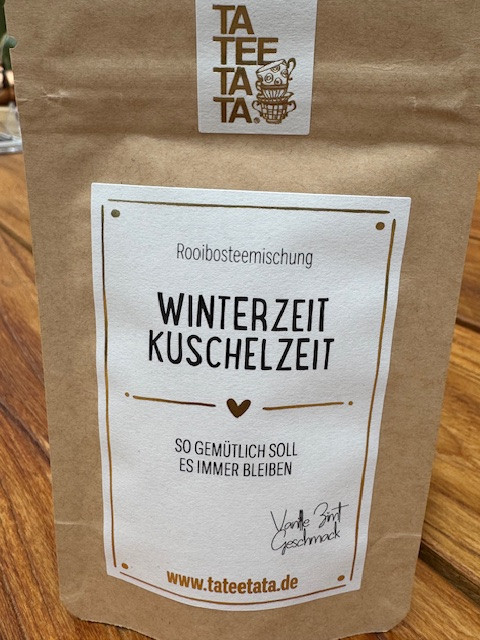 TA
TEE
TA
TA®
Rooibosteemischung
WINTERZEIT
KUSCHELZEIT
SO GEMÜTLICH SOLL
ES IMMER BLEIBEN
Vanille Zimt
Geschmack
www.tateetata.de